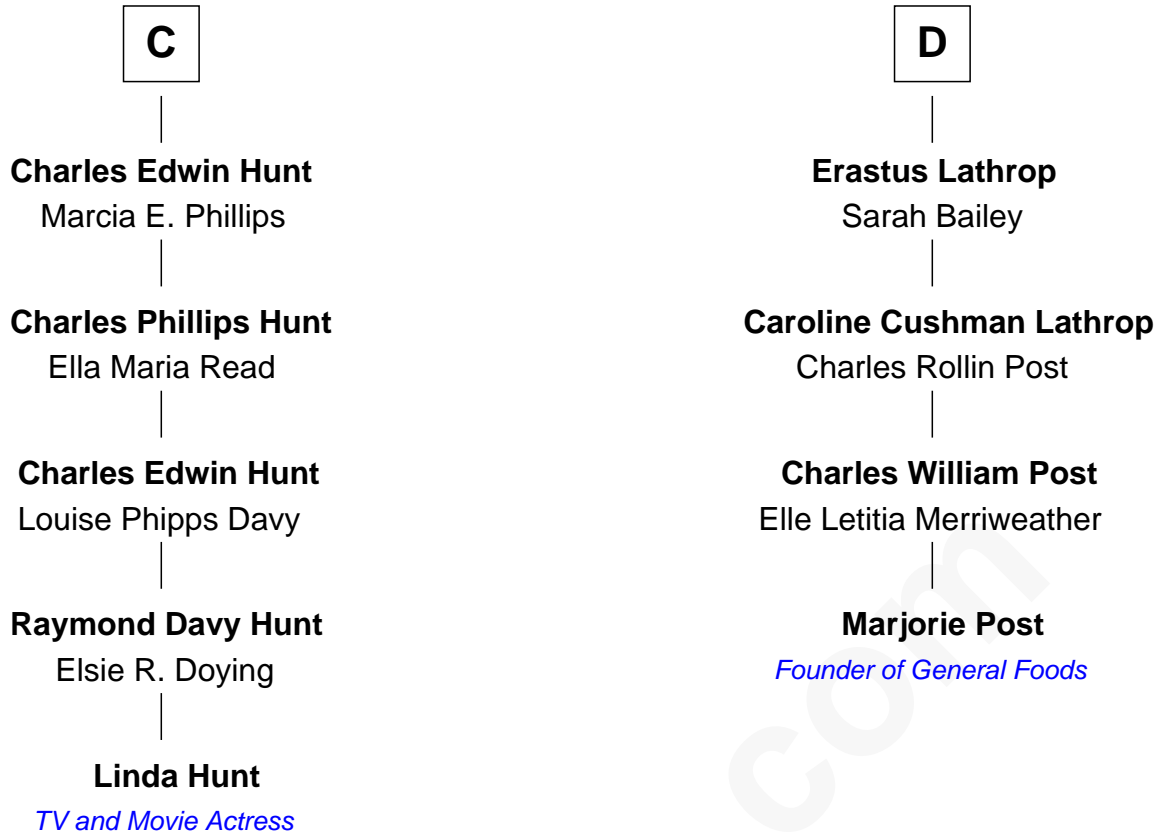 C
Charles Edwin Hunt
Marcia E. Phillips
Charles Phillips Hunt
Ella Maria Read
Charles Edwin Hunt
Louise Phipps Davy
Raymond Davy Hunt
Elsie R. Doying
Linda Hunt
TV and Movie Actress
D
Erastus Lathrop
Sarah Bailey
Caroline Cushman Lathrop
Charles Rollin Post
Charles William Post
Elle Letitia Merriweather
Marjorie Post
Founder of General Foods
com